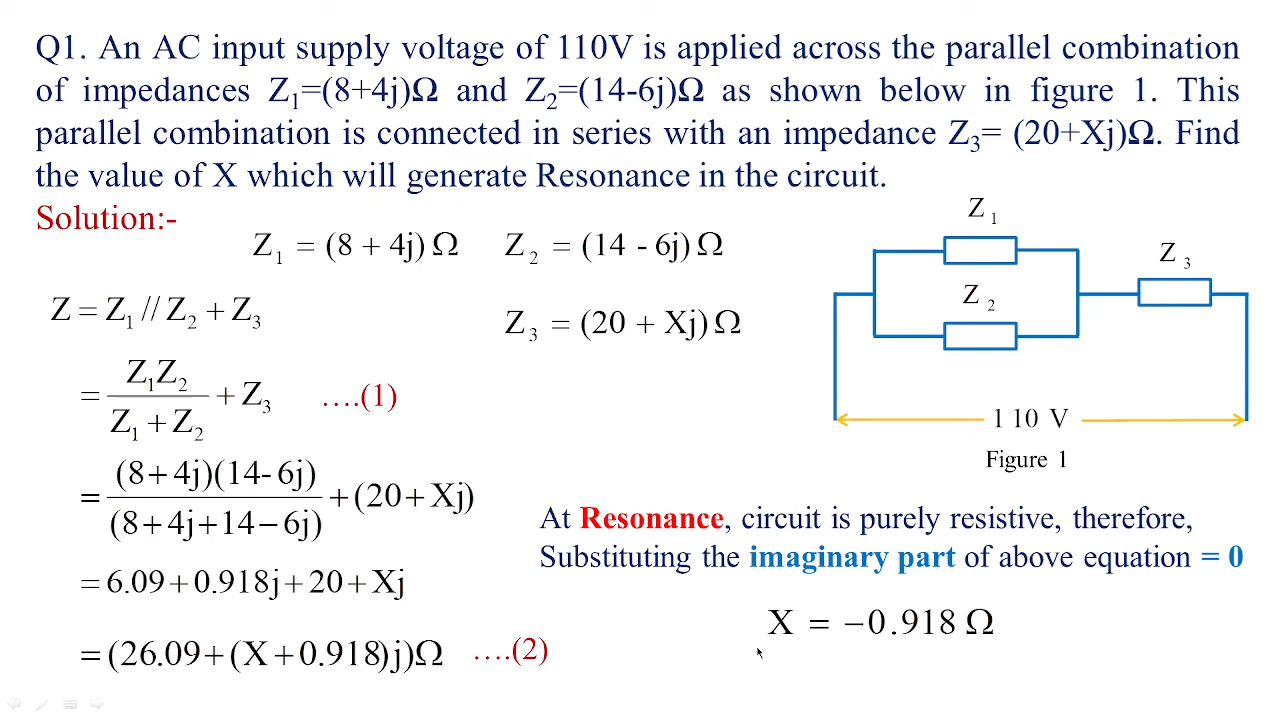 Q1. An AC input supply voltage of 110V is applied across the parallel combination
of impedances Z₁=(8+4j)Ω and Z₂=(14-6j)Ω as shown below in figure 1. This
parallel combination is connected in series with an impedance Z₃= (20+Xj)Ω. Find
the value of X which will generate Resonance in the circuit.
Solution:-
Z₁ = (8 + 4j) Ω
Z₂ = (14 - 6j) Ω
Z = Z₁ // Z₂ + Z₃
Z₃ = (20 + Xj) Ω
= Z₁Z₂ / Z₁ + Z₂ + Z₃ ….(1)
= (8+4j)(14-6j) / (8+4j+14−6j) + (20+Xj)
= 6.09+0.918j+20+Xj
= (26.09+(X+0.918)j)Ω ….(2)
Z₁
Z₂
Z₃
1 10 V
Figure 1
At Resonance, circuit is purely resistive, therefore,
Substituting the imaginary part of above equation = 0
X = −0.918 Ω